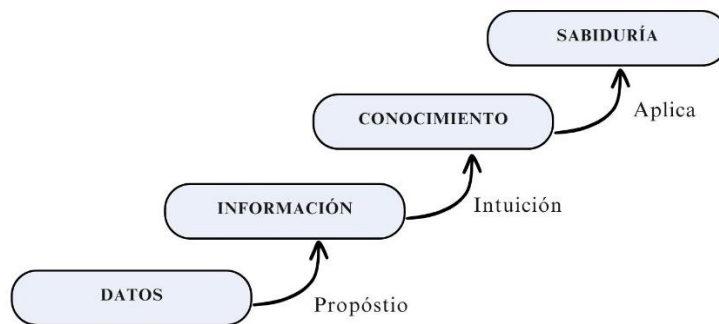 SABIDURÍA
Aplica
CONOCIMIENTO
Intuición
INFORMACIÓN
Propóstio
DATOS